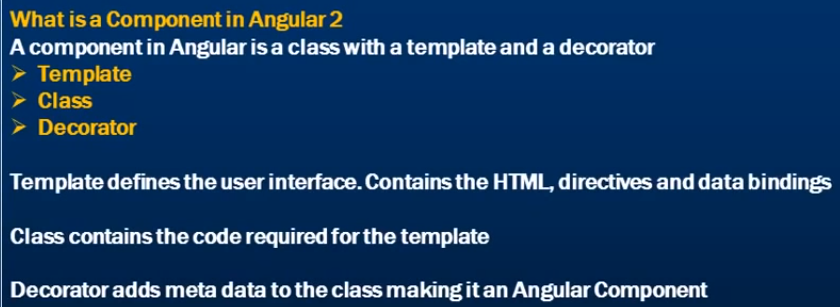 What is a Component in Angular 2
A component in Angular is a class with a template and a decorator
➢ Template
➢ Class
➢ Decorator
Template defines the user interface. Contains the HTML, directives and data bindings
Class contains the code required for the template
Decorator adds meta data to the class making it an Angular Component